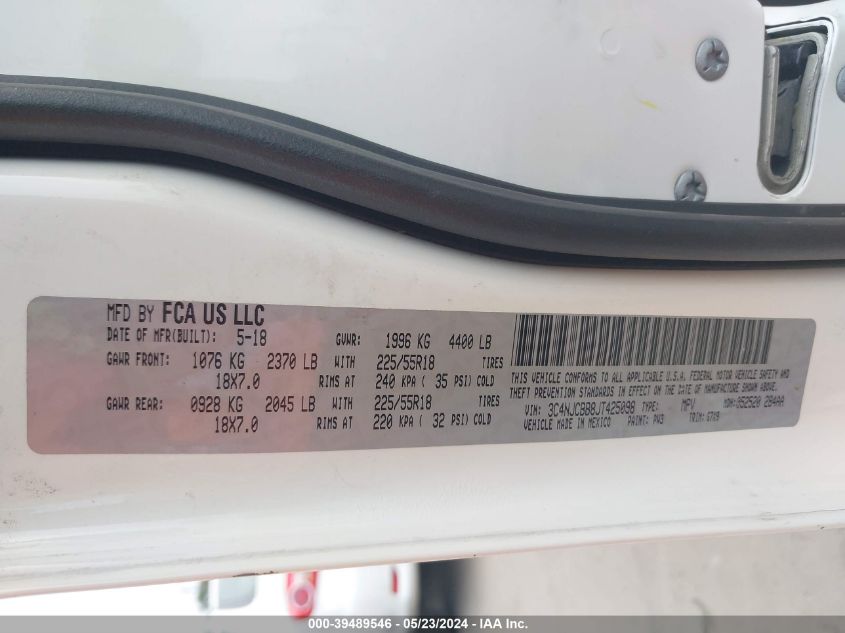 MFD BY FCA US LLC
DATE OF MFR(BUILT): 5-18 GVWR: 1996 KG 4400 LB
GAWR FRONT: 1076 KG 2370 LB WITH 225/55R18 TIRES
18X7.0 RIMS AT 240 KPA ( 35 PSI) COLD
GAWR REAR: 0928 KG 2045 LB WITH 225/55R18 TIRES
18X7.0 RIMS AT 220 KPA ( 32 PSI) COLD
THIS VEHICLE CONFORMS TO ALL APPLICABLE U.S.A. FEDERAL MOTOR VEHICLE SAFETY AND
THEFT PREVENTION STANDARDS IN EFFECT ON THE DATE OF MANUFACTURE SHOWN ABOVE.
VIN: 3C4NJCBB8JT425098 TYPE: MPV MDH: 052520 284AA
VEHICLE MADE IN MEXICO PAINT: PW3 TRIM:
000-39489546 - 05/23/2024 - IAA Inc.